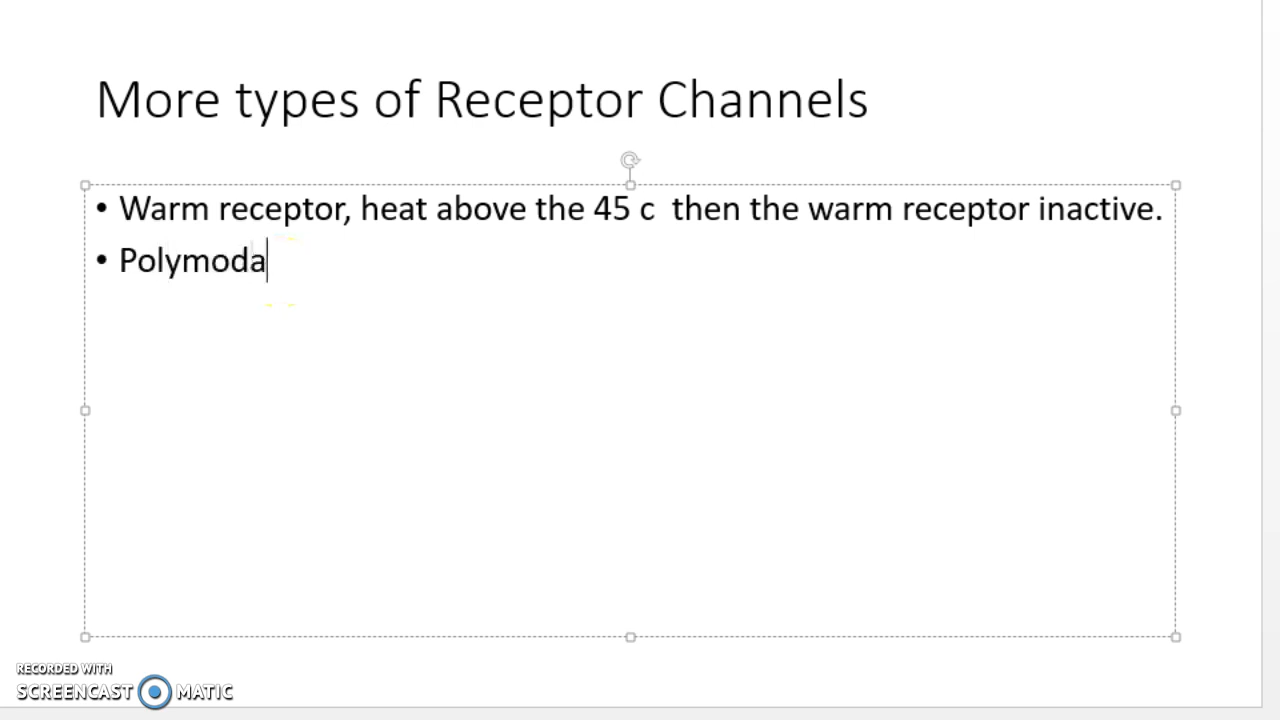 More types of Receptor Channels
• Warm receptor, heat above the 45 c  then the warm receptor inactive.
• Polymoda
RECORDED WITH
SCREENCAST MATIC